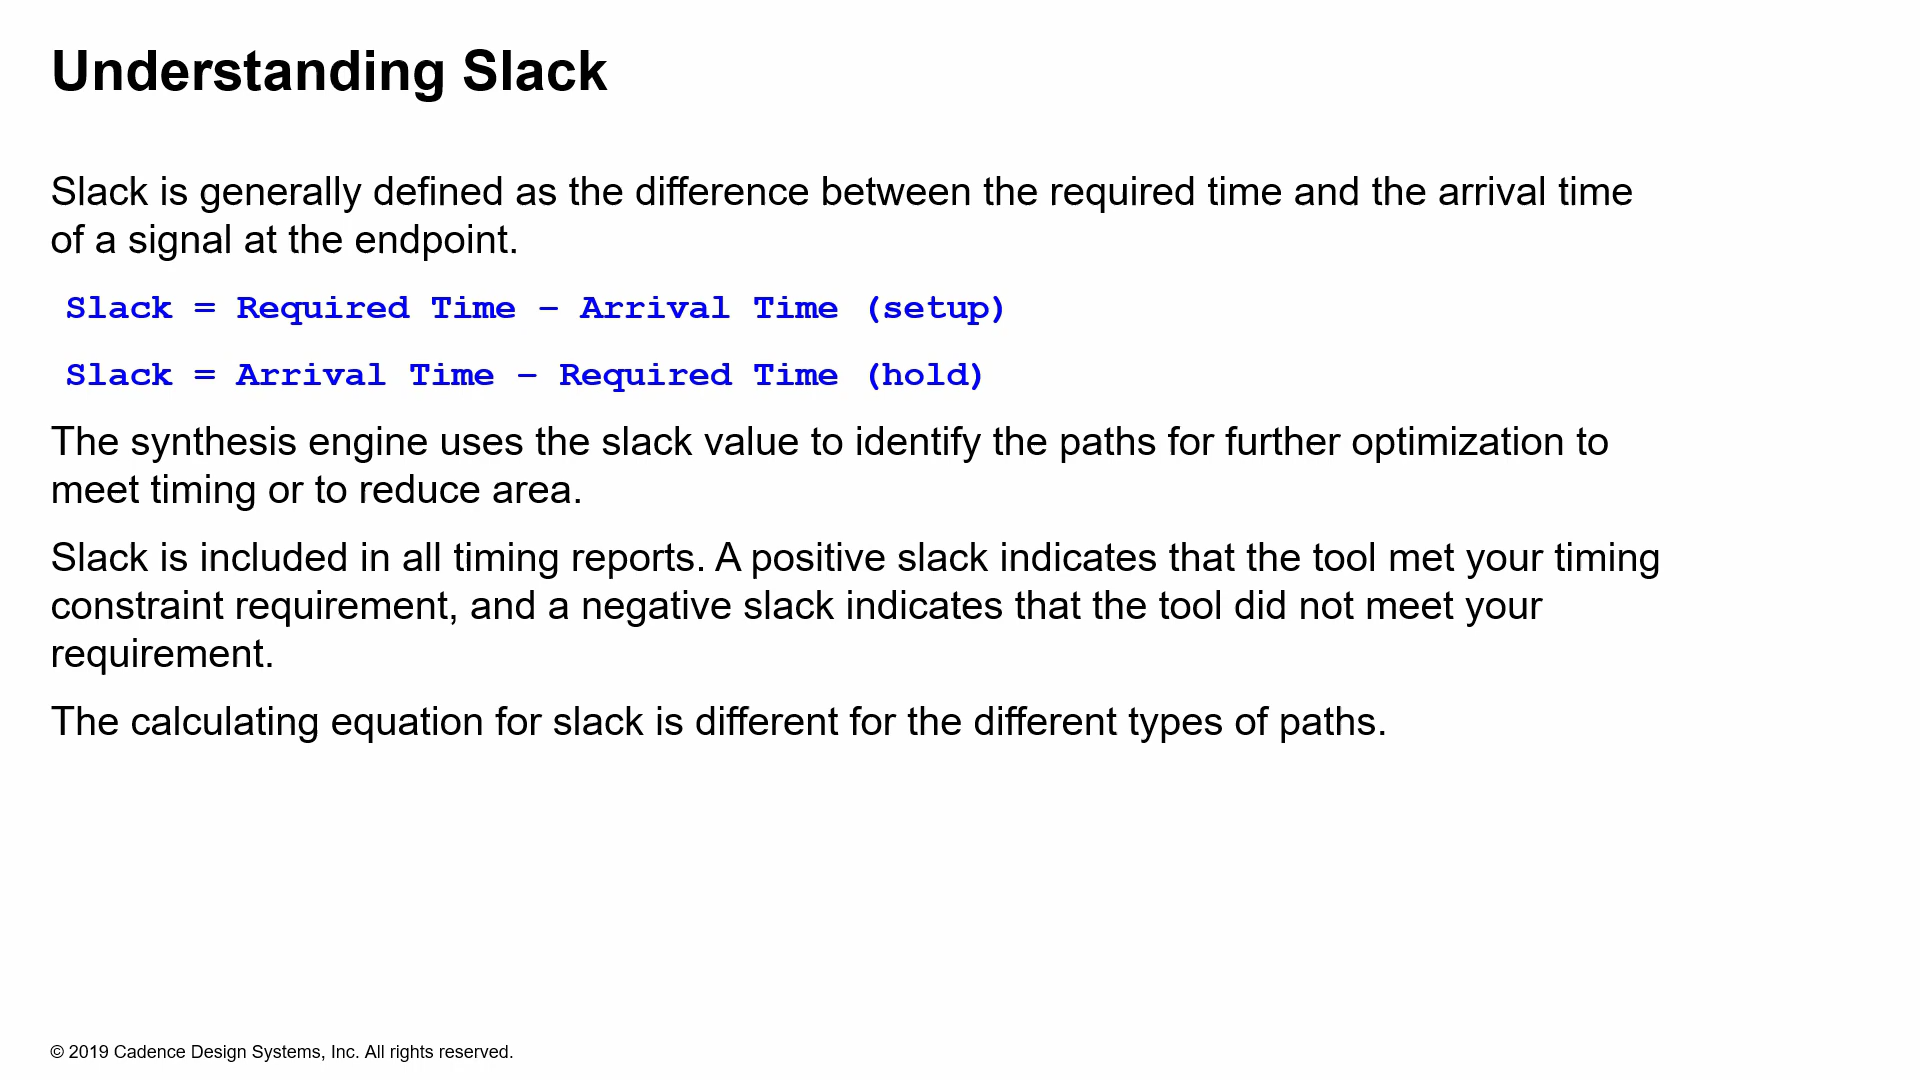 Understanding Slack
Slack is generally defined as the difference between the required time and the arrival time
of a signal at the endpoint.
Slack = Required Time – Arrival Time (setup)
Slack = Arrival Time – Required Time (hold)
The synthesis engine uses the slack value to identify the paths for further optimization to
meet timing or to reduce area.
Slack is included in all timing reports. A positive slack indicates that the tool met your timing
constraint requirement, and a negative slack indicates that the tool did not meet your
requirement.
The calculating equation for slack is different for the different types of paths.
© 2019 Cadence Design Systems, Inc. All rights reserved.